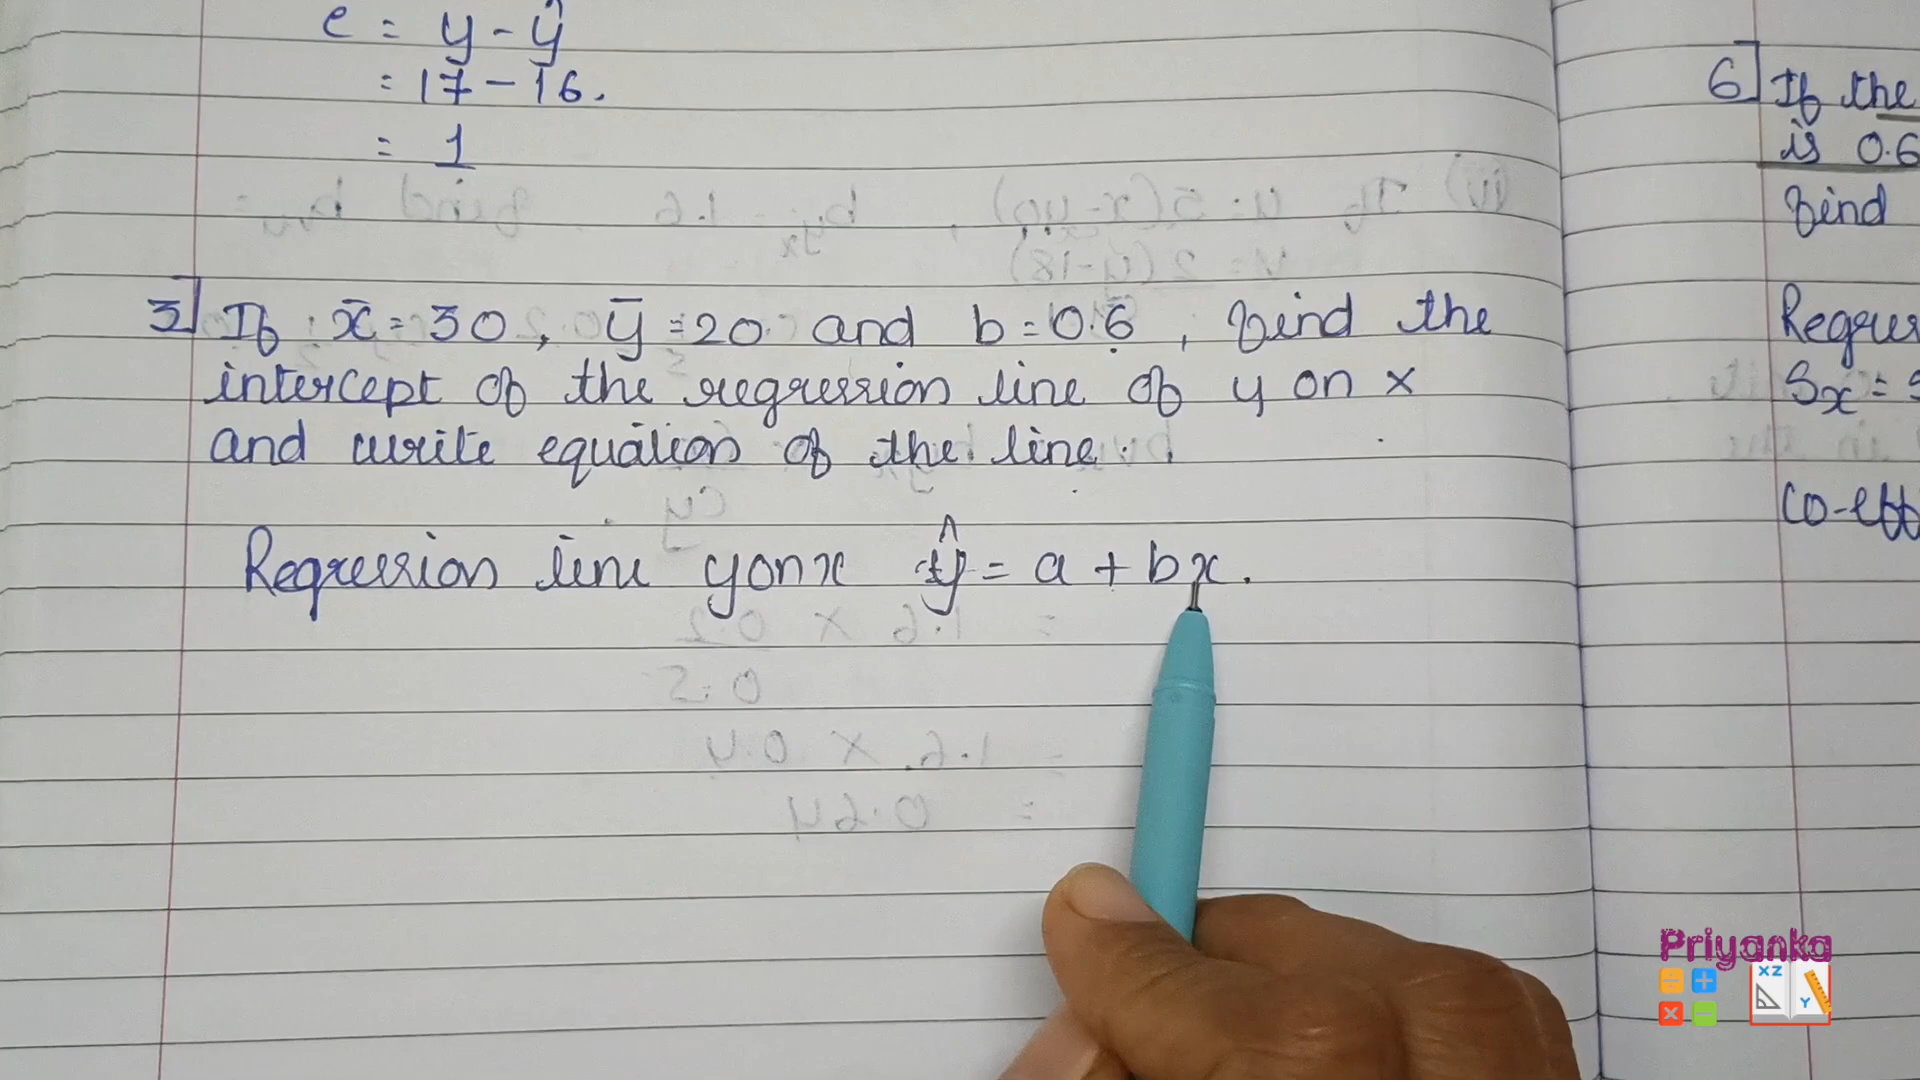 e = y - ŷ
= 17 - 16.
= 1
3] If x̄ = 30, ȳ = 20 and b = 0.6, find the
intercept of the regression line of y on x
and write equation of the line.
Regression line y on x ŷ = a + bx.
6] If the
is 0.6
find
Regres
Sx =
co-eff
Priyanka
XZ
Y